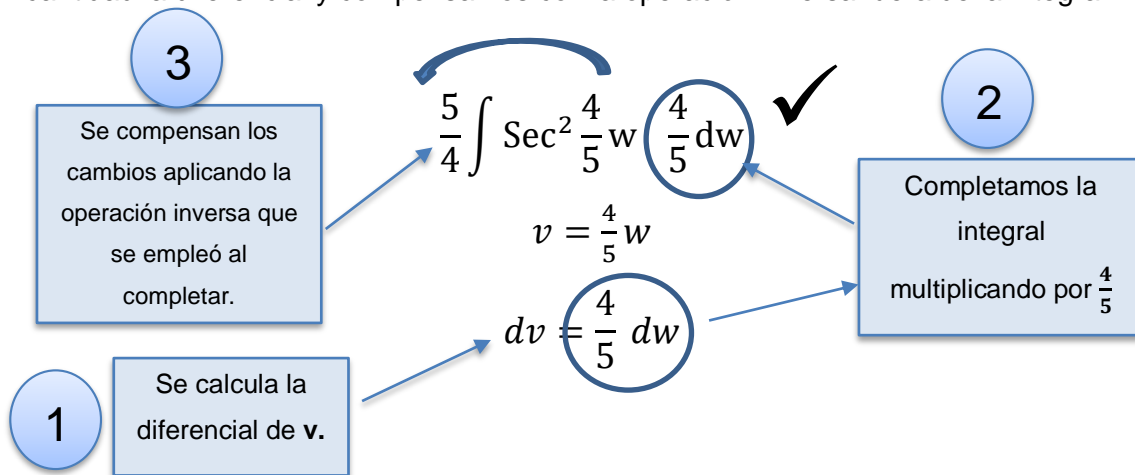 3
Se compensan los
cambios aplicando la
operación inversa que
se empleó al
completar.
5/4 ∫ Sec² 4/5 w 4/5 dw
v = 4/5 w
dv = 4/5 dw
2
Completamos la
integral
multiplicando por 4/5
1
Se calcula la
diferencial de v.